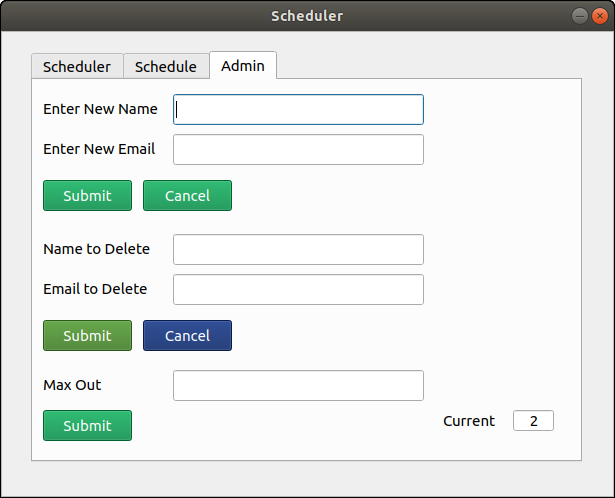 Scheduler
Scheduler Schedule Admin
Enter New Name
Enter New Email
Submit Cancel
Name to Delete
Email to Delete
Submit Cancel
Max Out
Submit Current 2